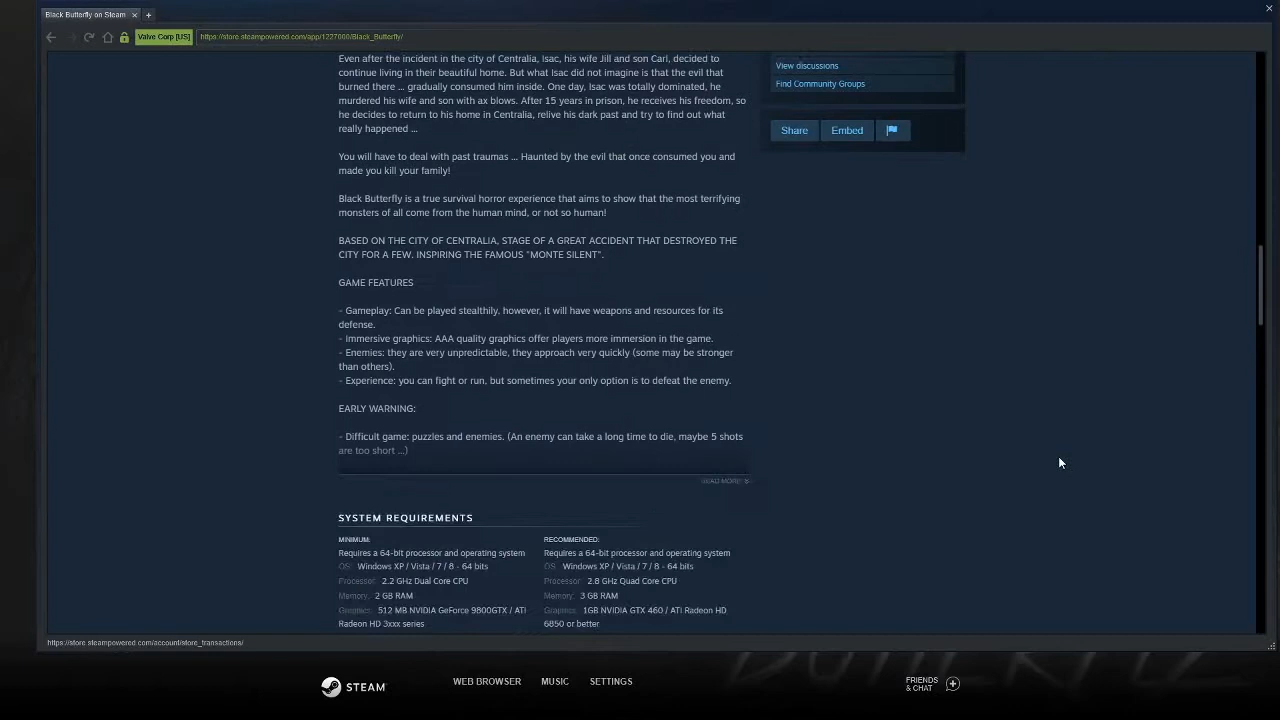 Black Butterfly on Steam
Valve Corp [US]
https://store.steampowered.com/app/1227000/Black_Butterfly/
Even after the incident in the city of Centralia, Isac, his wife Jill and son Carl, decided to
continue living in their beautiful home. But what Isac did not imagine is that the evil that
burned there ... gradually consumed him inside. One day, Isac was totally dominated, he
murdered his wife and son with ax blows. After 15 years in prison, he receives his freedom, so
he decides to return to his home in Centralia, relive his dark past and try to find out what
really happened ...
You will have to deal with past traumas ... Haunted by the evil that once consumed you and
made you kill your family!
Black Butterfly is a true survival horror experience that aims to show that the most terrifying
monsters of all come from the human mind, or not so human!
BASED ON THE CITY OF CENTRALIA, STAGE OF A GREAT ACCIDENT THAT DESTROYED THE
CITY FOR A FEW. INSPIRING THE FAMOUS "MONTE SILENT".
GAME FEATURES
- Gameplay: Can be played stealthily, however, it will have weapons and resources for its
defense.
- Immersive graphics: AAA quality graphics offer players more immersion in the game.
- Enemies: they are very unpredictable, they approach very quickly (some may be stronger
than others).
- Experience: you can fight or run, but sometimes your only option is to defeat the enemy.
EARLY WARNING:
- Difficult game: puzzles and enemies. (An enemy can take a long time to die, maybe 5 shots
are too short ...)
READ MORE
View discussions
Find Community Groups
Share Embed
SYSTEM REQUIREMENTS
MINIMUM:
Requires a 64-bit processor and operating system
OS: Windows XP / Vista / 7 / 8 - 64 bits
Processor: 2.2 GHz Dual Core CPU
Memory: 2 GB RAM
Graphics: 512 MB NVIDIA GeForce 9800GTX / ATI
Radeon HD 3xxx series
RECOMMENDED:
Requires a 64-bit processor and operating system
OS: Windows XP / Vista / 7 / 8 - 64 bits
Processor: 2.8 GHz Quad Core CPU
Memory: 3 GB RAM
Graphics: 1GB NVIDIA GTX 460 / ATI Radeon HD
6850 or better
https://store.steampowered.com/account/store_transactions/
STEAM
WEB BROWSER MUSIC SETTINGS
FRIENDS
& CHAT